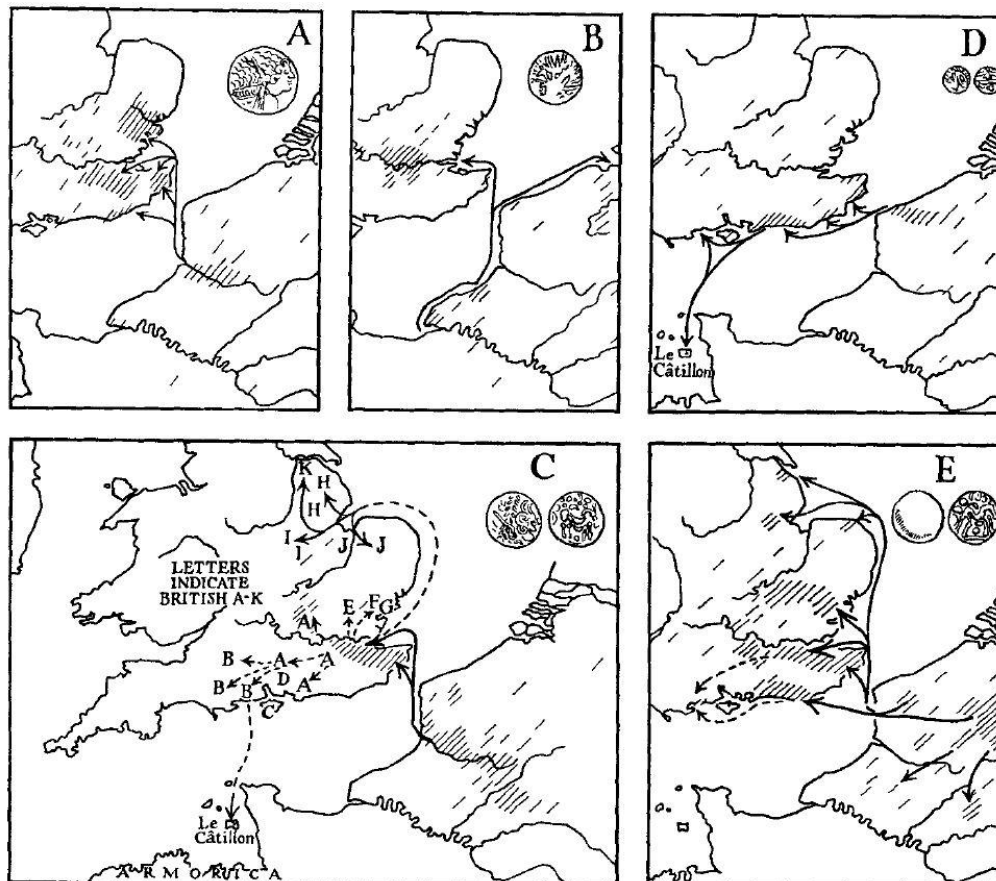 A
B
D
Le
Câtillon
C
K
H
H
I
I
J
J
LETTERS
INDICATE
BRITISH A-K
E
F
G
A
B
A
A
D
A
B
B
C
Le
Câtillon
ARMORICA
E